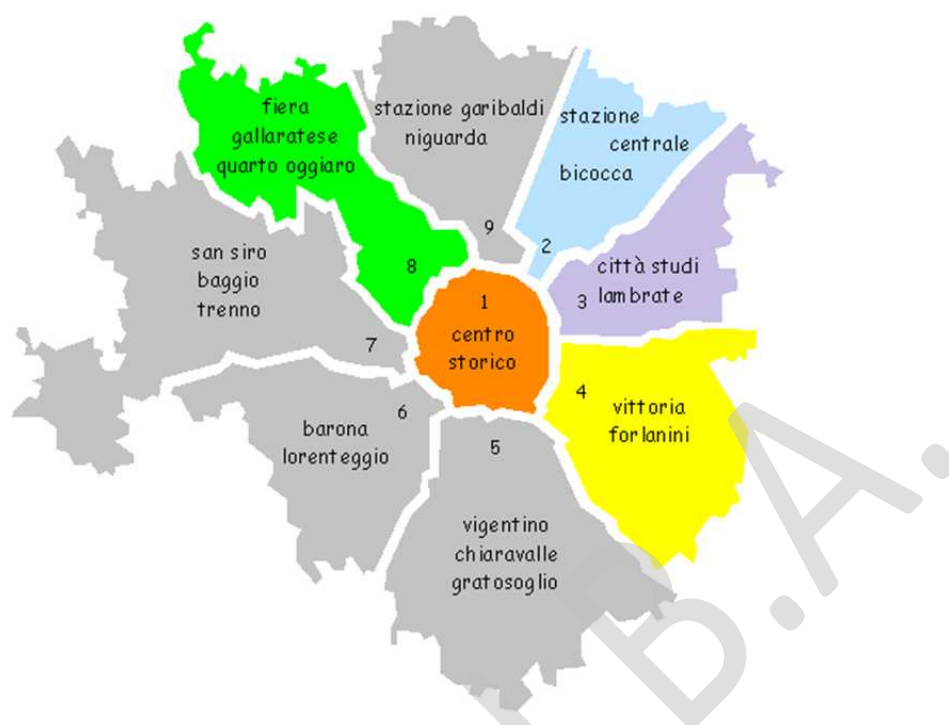 fiera
gallaratese
quarto oggiaro
8
stazione garibaldi
niguarda
9
stazione
centrale
bicocca
2
città studi
lambrate
3
san siro
baggio
trenno
7
1
centro
storico
4
vittoria
forlanini
6
barona
lorenteggio
5
vigentino
chiaravalle
gratosoglio
B.A.